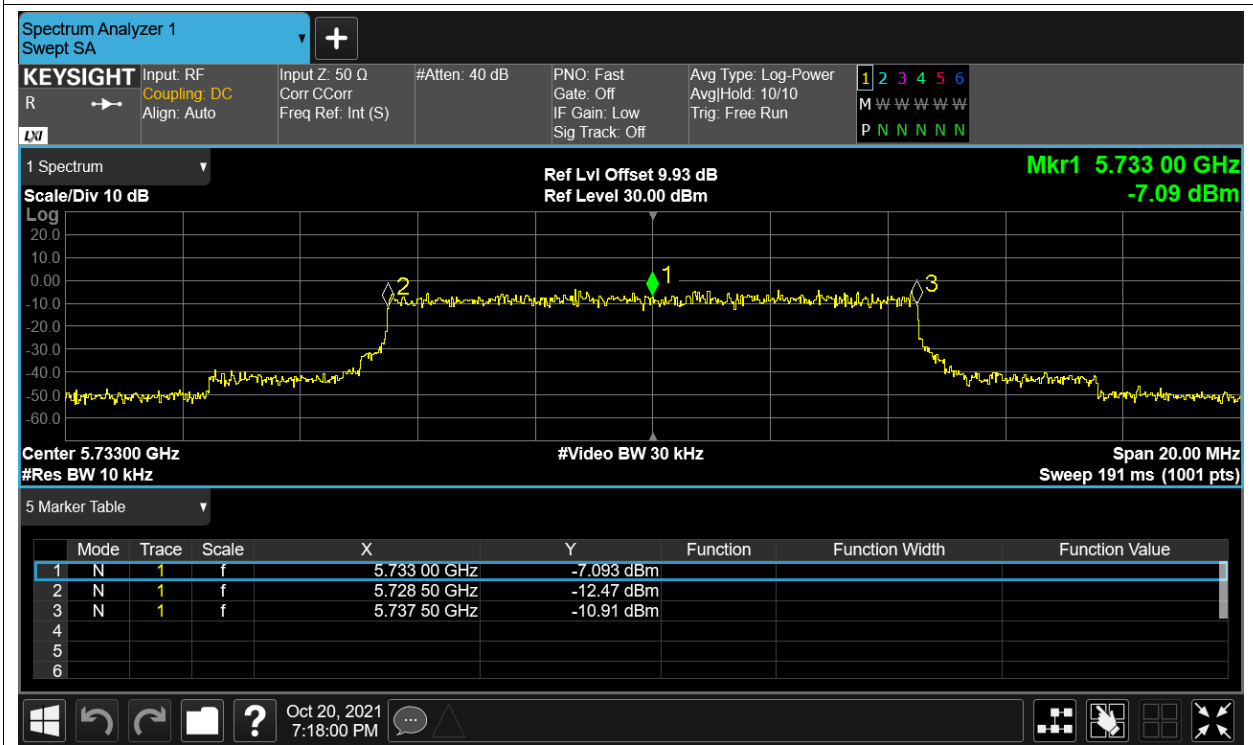 Spectrum Analyzer 1
Swept SA
KEYSIGHT Input: RF Input Z: 50 Ω #Atten: 40 dB PNO: Fast Avg Type: Log-Power 1 2 3 4 5 6
R Coupling: DC Corr CCorr Gate: Off Avg|Hold: 10/10 M W W W W W
Align: Auto Freq Ref: Int (S) IF Gain: Low Trig: Free Run
LXI Sig Track: Off P N N N N N
1 Spectrum Ref Lvl Offset 9.93 dB Mkr1 5.733 00 GHz
Scale/Div 10 dB Ref Level 30.00 dBm -7.09 dBm
Log
20.0
10.0
0.00
-10.0
-20.0
-30.0
-40.0
-50.0
-60.0
2
1
3
Center 5.73300 GHz #Video BW 30 kHz Span 20.00 MHz
#Res BW 10 kHz Sweep 191 ms (1001 pts)
5 Marker Table
Mode Trace Scale X Y Function Function Width Function Value
1 N 1 f 5.733 00 GHz -7.093 dBm
2 N 1 f 5.728 50 GHz -12.47 dBm
3 N 1 f 5.737 50 GHz -10.91 dBm
4
5
6
? Oct 20, 2021
7:18:00 PM